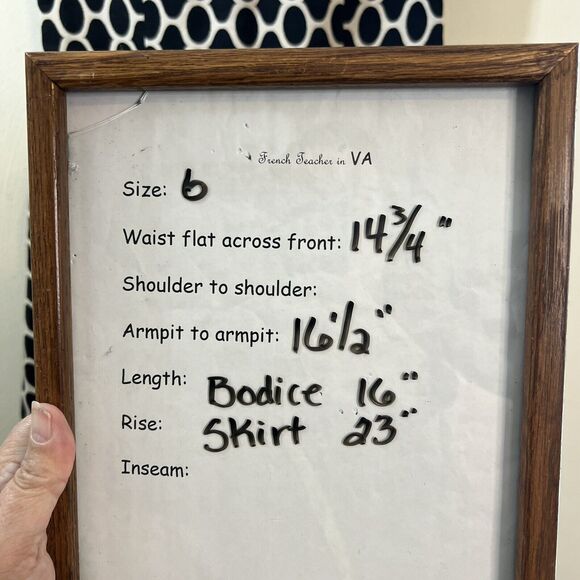 French Teacher in VA
Size: 6
Waist flat across front: 14 3/4"
Shoulder to shoulder:
Armpit to armpit: 16 1/2"
Length: Bodice 16"
Rise: Skirt 23"
Inseam: